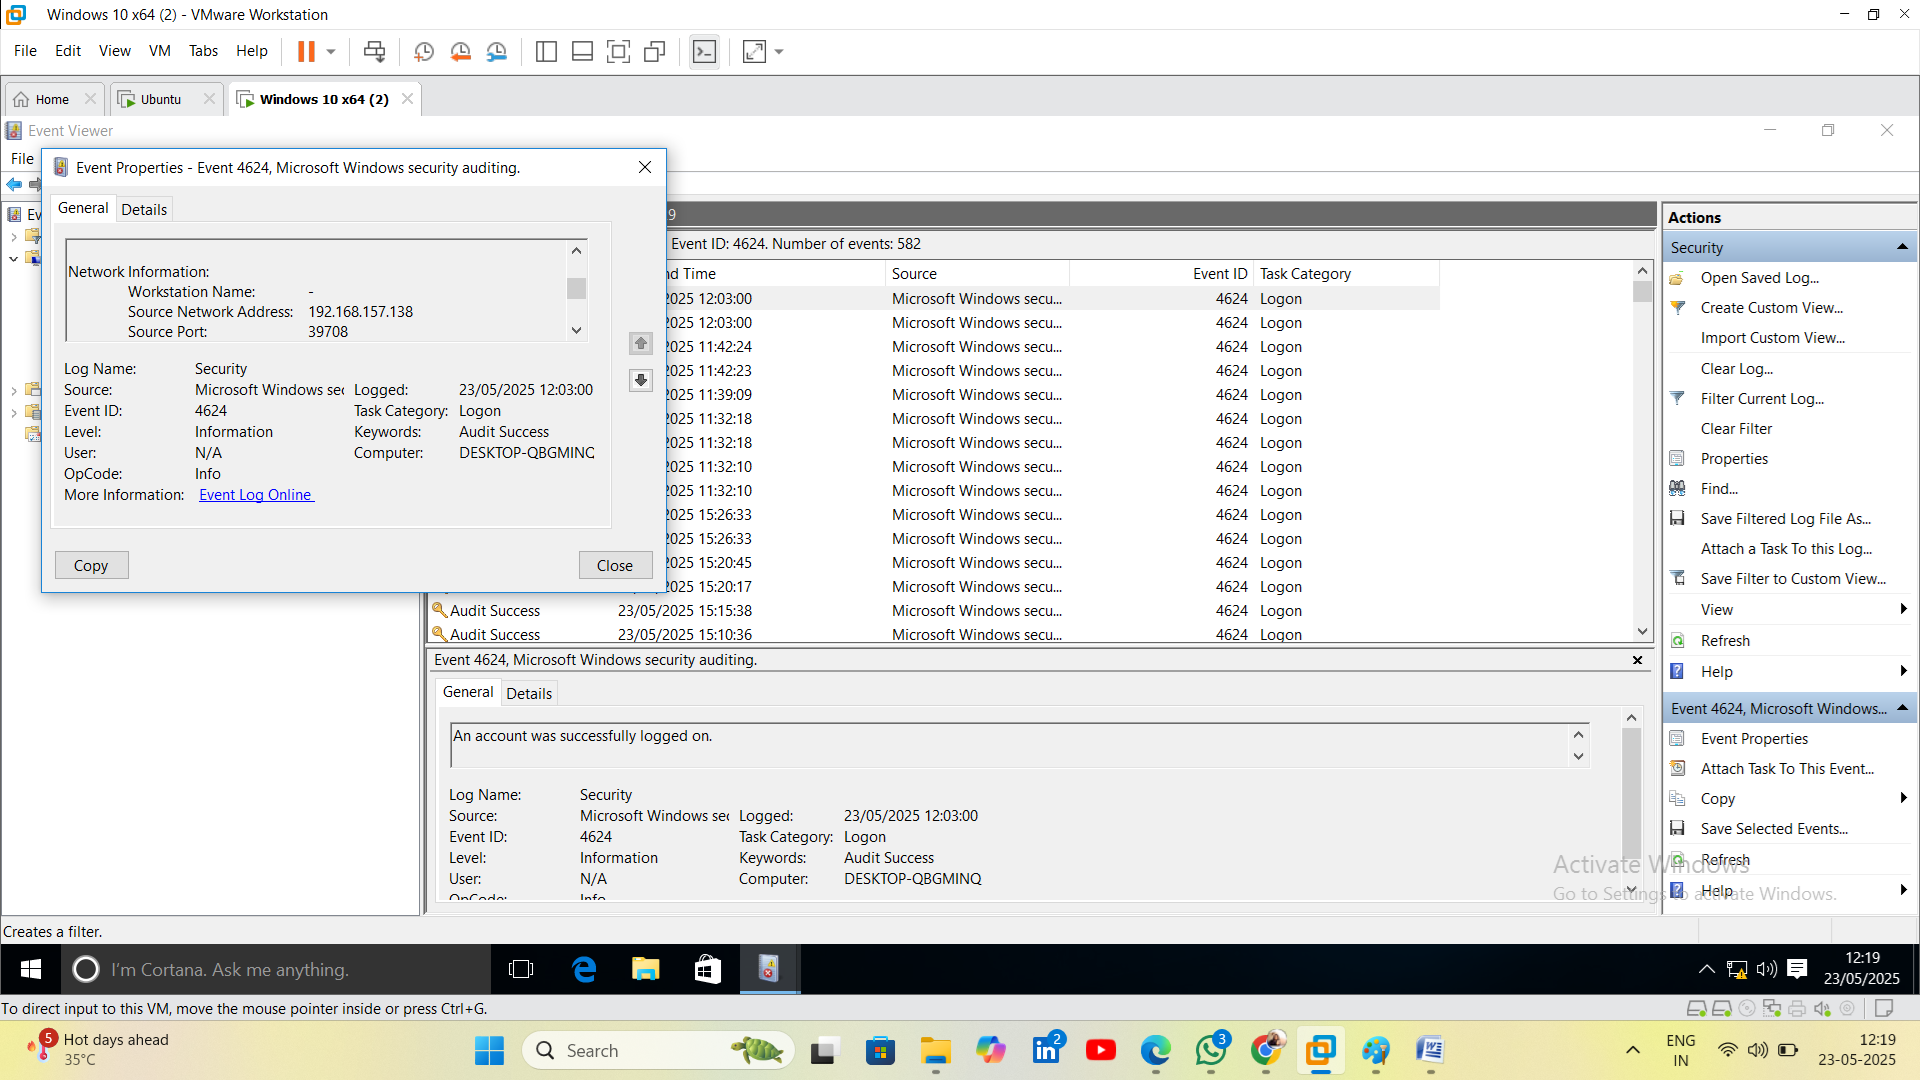 Windows 10 x64 (2) - VMware Workstation
File Edit View VM Tabs Help
Home Ubuntu Windows 10 x64 (2)
Event Viewer
File
Event Properties - Event 4624, Microsoft Windows security auditing.
General Details
Network Information:
Workstation Name: -
Source Network Address: 192.168.157.138
Source Port: 39708
Log Name: Security
Source: Microsoft Windows sec Logged: 23/05/2025 12:03:00
Event ID: 4624 Task Category: Logon
Level: Information Keywords: Audit Success
User: N/A Computer: DESKTOP-QBGMINQ
OpCode: Info
More Information: Event Log Online
Copy Close
Ev
9
Event ID: 4624. Number of events: 582
d Time Source Event ID Task Category
2025 12:03:00 Microsoft Windows secu... 4624 Logon
2025 12:03:00 Microsoft Windows secu... 4624 Logon
2025 11:42:24 Microsoft Windows secu... 4624 Logon
2025 11:42:23 Microsoft Windows secu... 4624 Logon
2025 11:39:09 Microsoft Windows secu... 4624 Logon
2025 11:32:18 Microsoft Windows secu... 4624 Logon
2025 11:32:18 Microsoft Windows secu... 4624 Logon
2025 11:32:10 Microsoft Windows secu... 4624 Logon
2025 11:32:10 Microsoft Windows secu... 4624 Logon
2025 15:26:33 Microsoft Windows secu... 4624 Logon
2025 15:26:33 Microsoft Windows secu... 4624 Logon
2025 15:20:45 Microsoft Windows secu... 4624 Logon
2025 15:20:17 Microsoft Windows secu... 4624 Logon
Audit Success 23/05/2025 15:15:38 Microsoft Windows secu... 4624 Logon
Audit Success 23/05/2025 15:10:36 Microsoft Windows secu... 4624 Logon
Event 4624, Microsoft Windows security auditing.
General Details
An account was successfully logged on.
Log Name: Security
Source: Microsoft Windows sec Logged: 23/05/2025 12:03:00
Event ID: 4624 Task Category: Logon
Level: Information Keywords: Audit Success
User: N/A Computer: DESKTOP-QBGMINQ
OpCode: Info
Actions
Security
Open Saved Log...
Create Custom View...
Import Custom View...
Clear Log...
Filter Current Log...
Clear Filter
Properties
Find...
Save Filtered Log File As...
Attach a Task To this Log...
Save Filter to Custom View...
View
Refresh
Help
Event 4624, Microsoft Windows...
Event Properties
Attach Task To This Event...
Copy
Save Selected Events...
Refresh
Help
Activate Windows
Go to Settings to activate Windows.
Creates a filter.
I'm Cortana. Ask me anything.
12:19
23/05/2025
To direct input to this VM, move the mouse pointer inside or press Ctrl+G.
5
Hot days ahead
35°C
Search
2
3
ENG
IN
12:19
23-05-2025